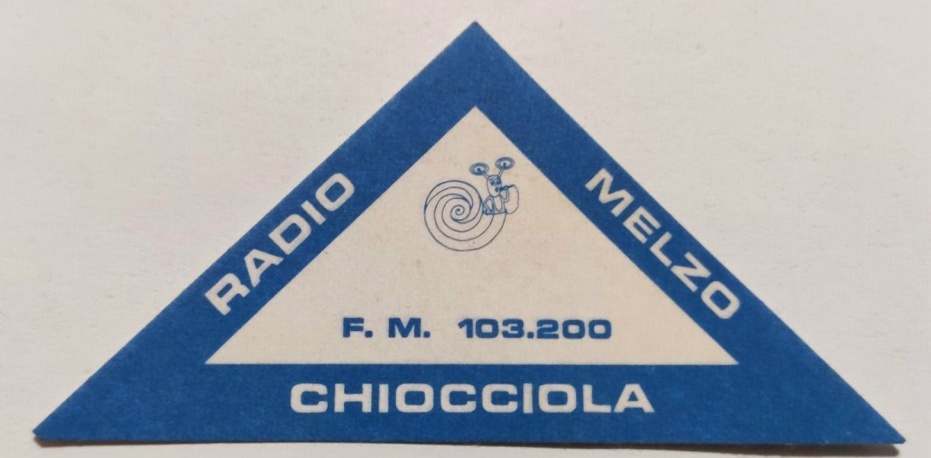 RADIO
MELZO
F. M. 103.200
CHIOCCIOLA